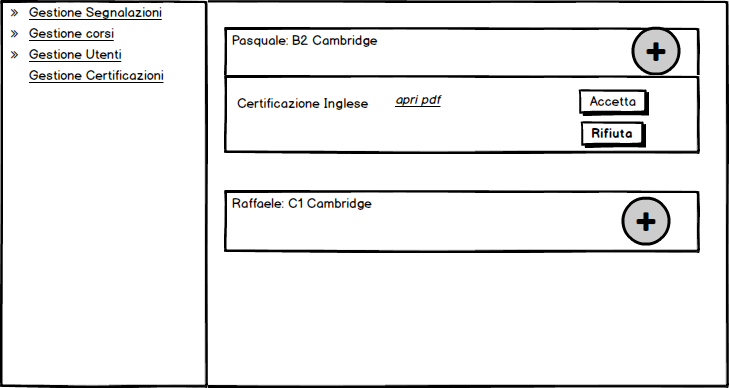 » Gestione Segnalazioni
» Gestione corsi
» Gestione Utenti
Gestione Certificazioni
Pasquale: B2 Cambridge
+
Certificazione Inglese
apri pdf
Accetta
Rifiuta
Raffaele: C1 Cambridge
+